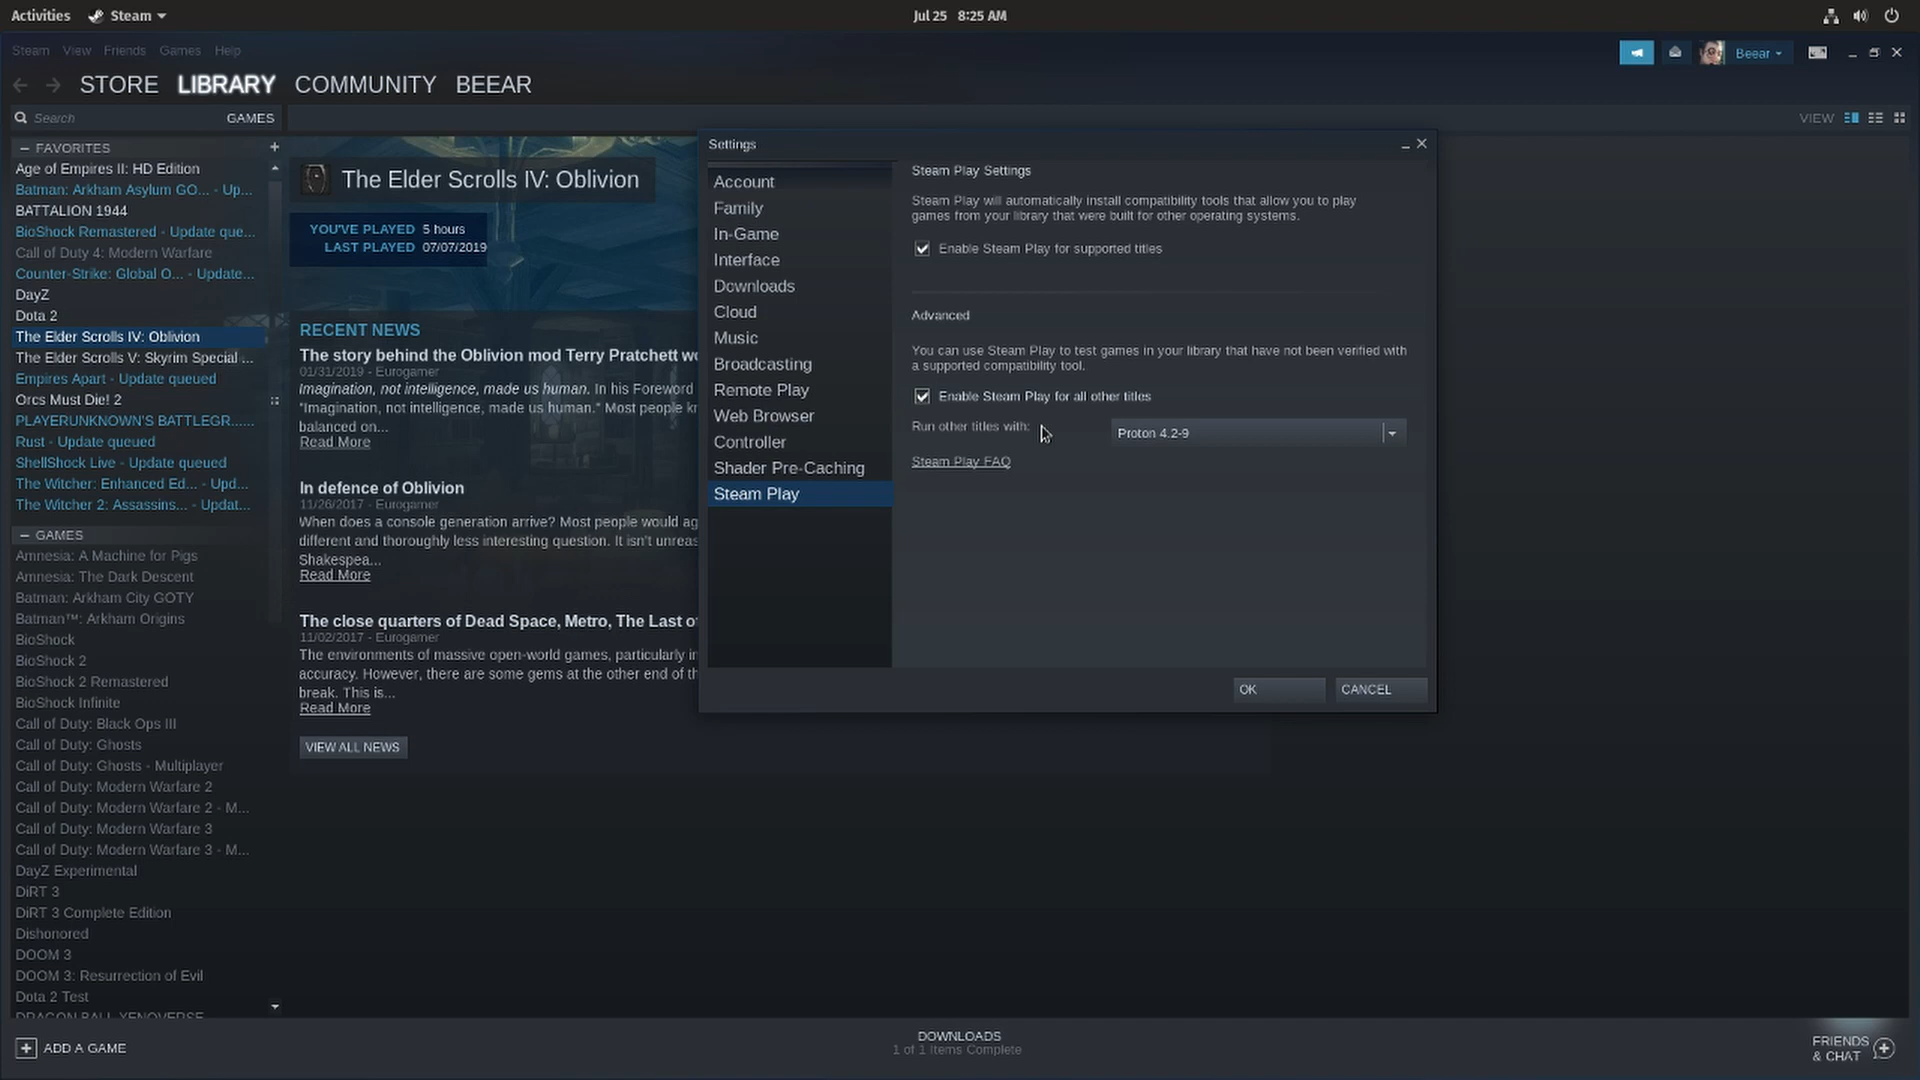 Activities Steam Jul 25 8:25 AM
Steam View Friends Games Help Beear
STORE LIBRARY COMMUNITY BEEAR
Search GAMES VIEW
FAVORITES
Age of Empires II: HD Edition
Batman: Arkham Asylum GO... - Up...
BATTALION 1944
BioShock Remastered - Update que...
Call of Duty 4: Modern Warfare
Counter-Strike: Global O... - Update...
DayZ
Dota 2
The Elder Scrolls IV: Oblivion
The Elder Scrolls V: Skyrim Special ...
Empires Apart - Update queued
Orcs Must Die! 2
PLAYERUNKNOWN'S BATTLEGR......
Rust - Update queued
ShellShock Live - Update queued
The Witcher: Enhanced Ed... - Upd...
The Witcher 2: Assassins... - Updat...
GAMES
Amnesia: A Machine for Pigs
Amnesia: The Dark Descent
Batman: Arkham City GOTY
Batman™: Arkham Origins
BioShock
BioShock 2
BioShock 2 Remastered
BioShock Infinite
Call of Duty: Black Ops III
Call of Duty: Ghosts
Call of Duty: Ghosts - Multiplayer
Call of Duty: Modern Warfare 2
Call of Duty: Modern Warfare 2 - M...
Call of Duty: Modern Warfare 3
Call of Duty: Modern Warfare 3 - M...
DayZ Experimental
DiRT 3
DiRT 3 Complete Edition
Dishonored
DOOM 3
DOOM 3: Resurrection of Evil
Dota 2 Test
DRAGON BALL XENOVERSE
The Elder Scrolls IV: Oblivion
YOU'VE PLAYED 5 hours
LAST PLAYED 07/07/2019
RECENT NEWS
The story behind the Oblivion mod Terry Pratchett wo
01/31/2019 - Eurogamer
Imagination, not intelligence, made us human. In his Foreword
"Imagination, not intelligence, made us human." Most people kn
balanced on...
Read More
In defence of Oblivion
11/26/2017 - Eurogamer
When does a console generation arrive? Most people would ag
different and thoroughly less interesting question. It isn't unreas
Shakespea...
Read More
The close quarters of Dead Space, Metro, The Last of
11/02/2017 - Eurogamer
The environments of massive open-world games, particularly in
accuracy. However, there are some gems at the other end of th
break. This is...
Read More
VIEW ALL NEWS
Settings
Account
Family
In-Game
Interface
Downloads
Cloud
Music
Broadcasting
Remote Play
Web Browser
Controller
Shader Pre-Caching
Steam Play
Steam Play Settings
Steam Play will automatically install compatibility tools that allow you to play
games from your library that were built for other operating systems.
Enable Steam Play for supported titles
Advanced
You can use Steam Play to test games in your library that have not been verified with
a supported compatibility tool.
Enable Steam Play for all other titles
Run other titles with: Proton 4.2-9
Steam Play FAQ
OK CANCEL
ADD A GAME
DOWNLOADS
1 of 1 Items Complete
FRIENDS
& CHAT